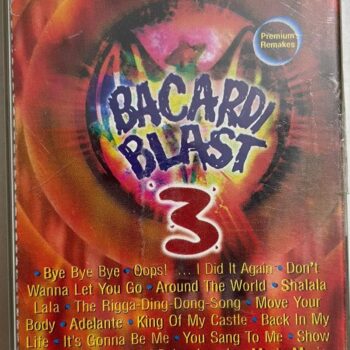 Premium
Remakes
BACARDI
BLAST
3
• Bye Bye Bye • Oops! ... I Did It Again • Don't
Wanna Let You Go • Around The World • Shalala
Lala • The Rigga-Ding-Dong-Song • Move Your
Body • Adelante • King Of My Castle • Back In My
Life • It's Gonna Be Me • You Sang To Me • Show